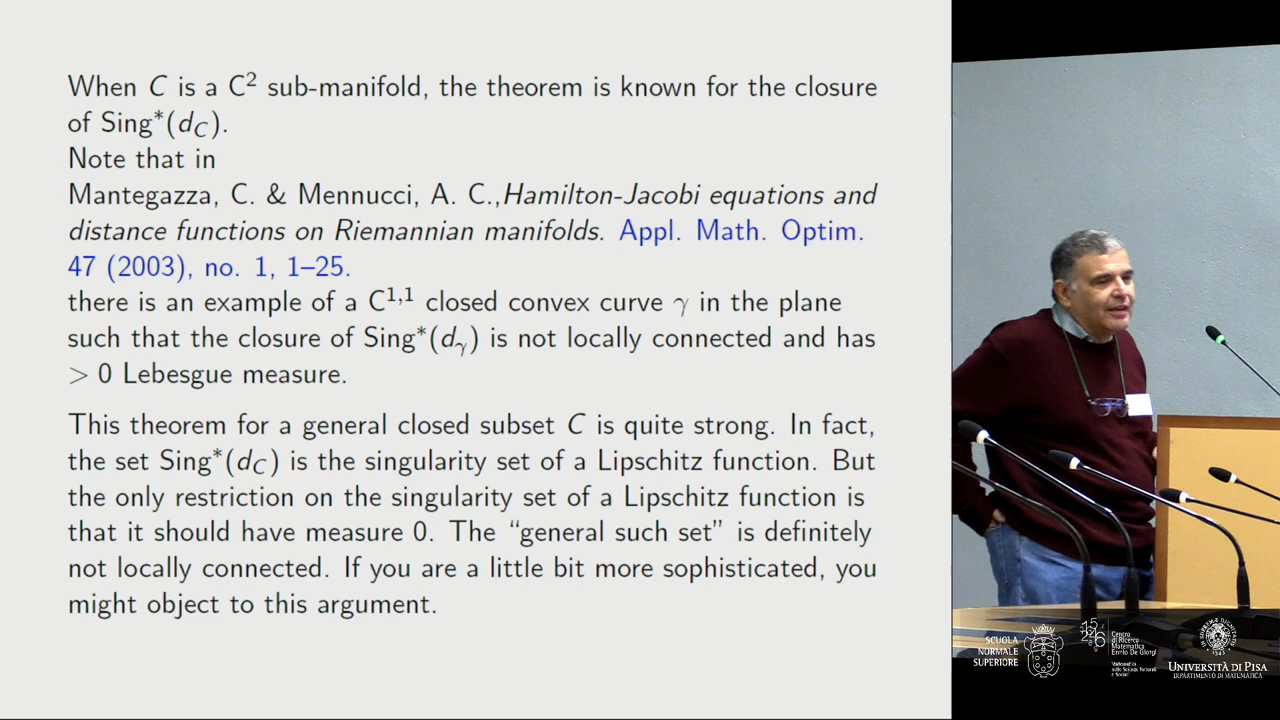 When C is a C² sub-manifold, the theorem is known for the closure
of Sing*(d_C).
Note that in
Mantegazza, C. & Mennucci, A. C.,Hamilton-Jacobi equations and
distance functions on Riemannian manifolds. Appl. Math. Optim.
47 (2003), no. 1, 1–25.
there is an example of a C^{1,1} closed convex curve γ in the plane
such that the closure of Sing*(d_γ) is not locally connected and has
> 0 Lebesgue measure.
This theorem for a general closed subset C is quite strong. In fact,
the set Sing*(d_C) is the singularity set of a Lipschitz function. But
the only restriction on the singularity set of a Lipschitz function is
that it should have measure 0. The “general such set” is definitely
not locally connected. If you are a little bit more sophisticated, you
might object to this argument.
SCUOLA
NORMALE
SUPERIORE
Centro
di Ricerca
Matematica
Ennio De Giorgi
UNIVERSITÀ DI PISA
DIPARTIMENTO DI MATEMATICA